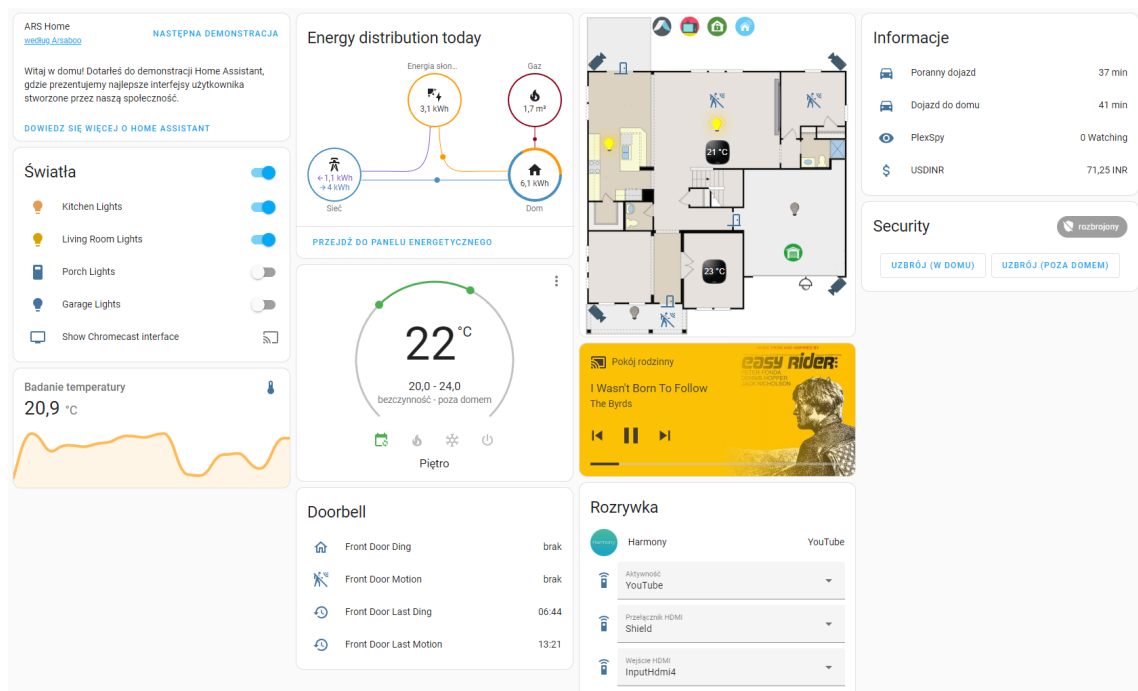 ARS Home
według Arsaboo
NASTĘPNA DEMONSTRACJA
Witaj w domu! Dotarłeś do demonstracji Home Assistant,
gdzie prezentujemy najlepsze interfejsy użytkownika
stworzone przez naszą społeczność.
DOWIEDZ SIĘ WIĘCEJ O HOME ASSISTANT
Światła
Kitchen Lights
Living Room Lights
Porch Lights
Garage Lights
Show Chromecast interface
Badanie temperatury
20,9 °C
Energy distribution today
Energia słon...
Gaz
3,1 kWh
1,7 m³
←1,1 kWh
→4 kWh
6,1 kWh
Sieć
Dom
PRZEJDŹ DO PANELU ENERGETYCZNEGO
22 °C
20,0 - 24,0
bezczynność - poza domem
Piętro
Doorbell
Front Door Ding
brak
Front Door Motion
brak
Front Door Last Ding
06:44
Front Door Last Motion
13:21
21 °C
23 °C
Pokój rodzinny
I Wasn't Born To Follow
The Byrds
easy RideR:
PETER FONDA
DENNIS HOPPER
JACK NICHOLSON
Rozrywka
Harmony
Harmony
YouTube
Aktywność
YouTube
Przełącznik HDMI
Shield
Wejście HDMI
InputHdmi4
Informacje
Poranny dojazd
37 min
Dojazd do domu
41 min
PlexSpy
0 Watching
USDINR
71,25 INR
Security
rozbrojony
UZBRÓJ (W DOMU)
UZBRÓJ (POZA DOMEM)